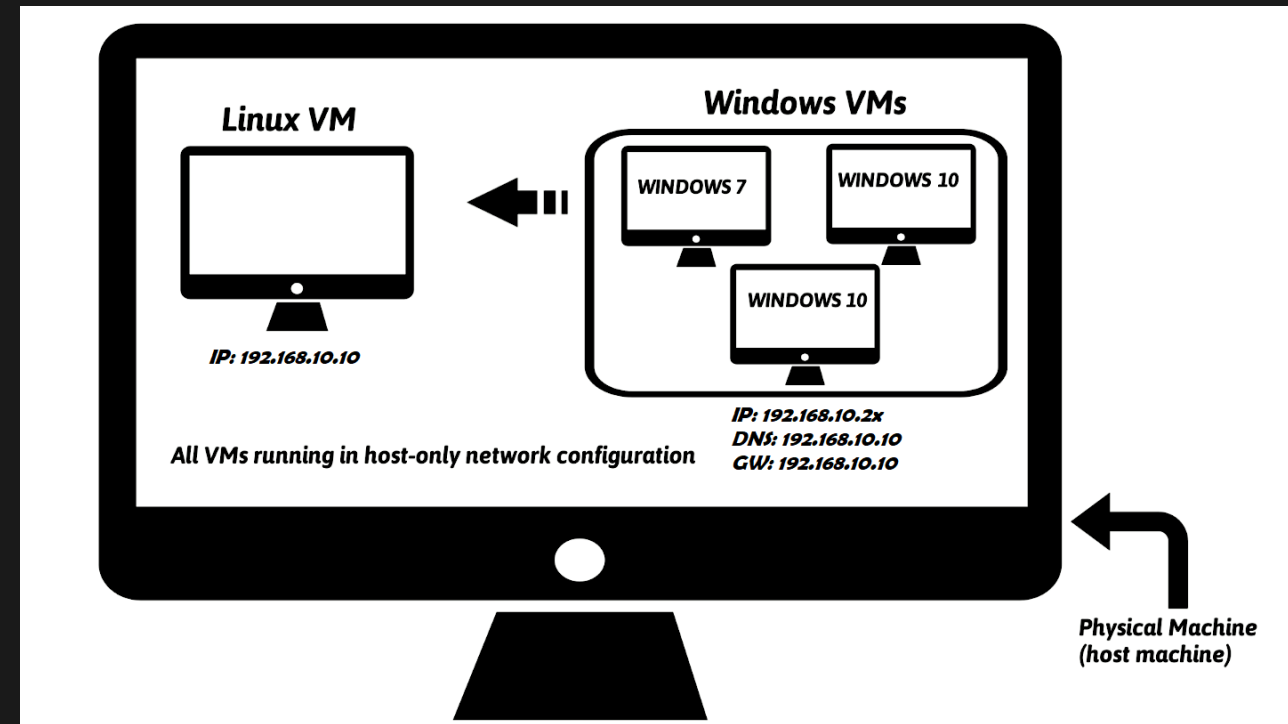 Linux VM
IP: 192.168.10.10
Windows VMs
WINDOWS 7
WINDOWS 10
WINDOWS 10
IP: 192.168.10.2x
DNS: 192.168.10.10
GW: 192.168.10.10
All VMs running in host-only network configuration
Physical Machine
(host machine)